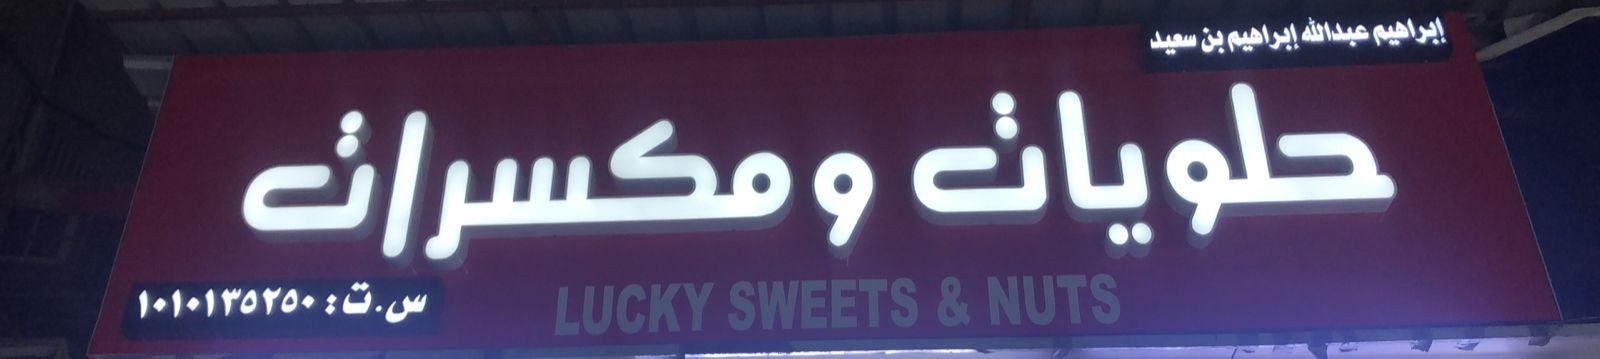 إبراهيم عبدالله إبراهيم بن سعيد
حلويات ومكسرات
LUCKY SWEETS & NUTS
س.ت: ١٠١٠١٣٥٢٥٠